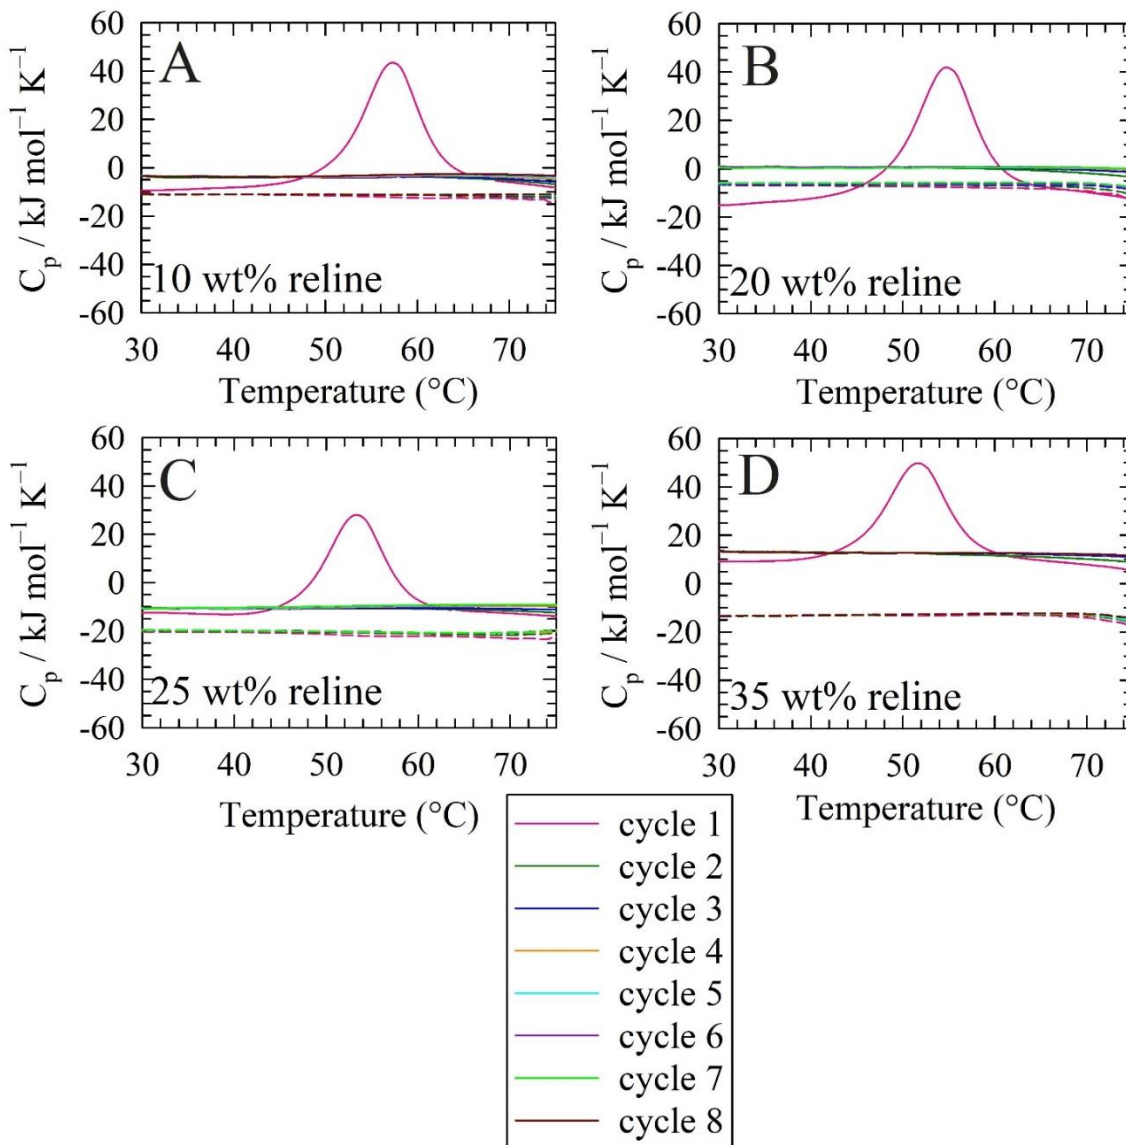 A
60
40
20
0
-20
-40
-60
C_p / kJ mol⁻¹ K⁻¹
10 wt% reline
30 40 50 60 70
Temperature (°C)
B
60
40
20
0
-20
-40
-60
C_p / kJ mol⁻¹ K⁻¹
20 wt% reline
30 40 50 60 70
Temperature (°C)
C
60
40
20
0
-20
-40
-60
C_p / kJ mol⁻¹ K⁻¹
25 wt% reline
30 40 50 60 70
Temperature (°C)
D
60
40
20
0
-20
-40
-60
C_p / kJ mol⁻¹ K⁻¹
35 wt% reline
30 40 50 60 70
Temperature (°C)
cycle 1
cycle 2
cycle 3
cycle 4
cycle 5
cycle 6
cycle 7
cycle 8